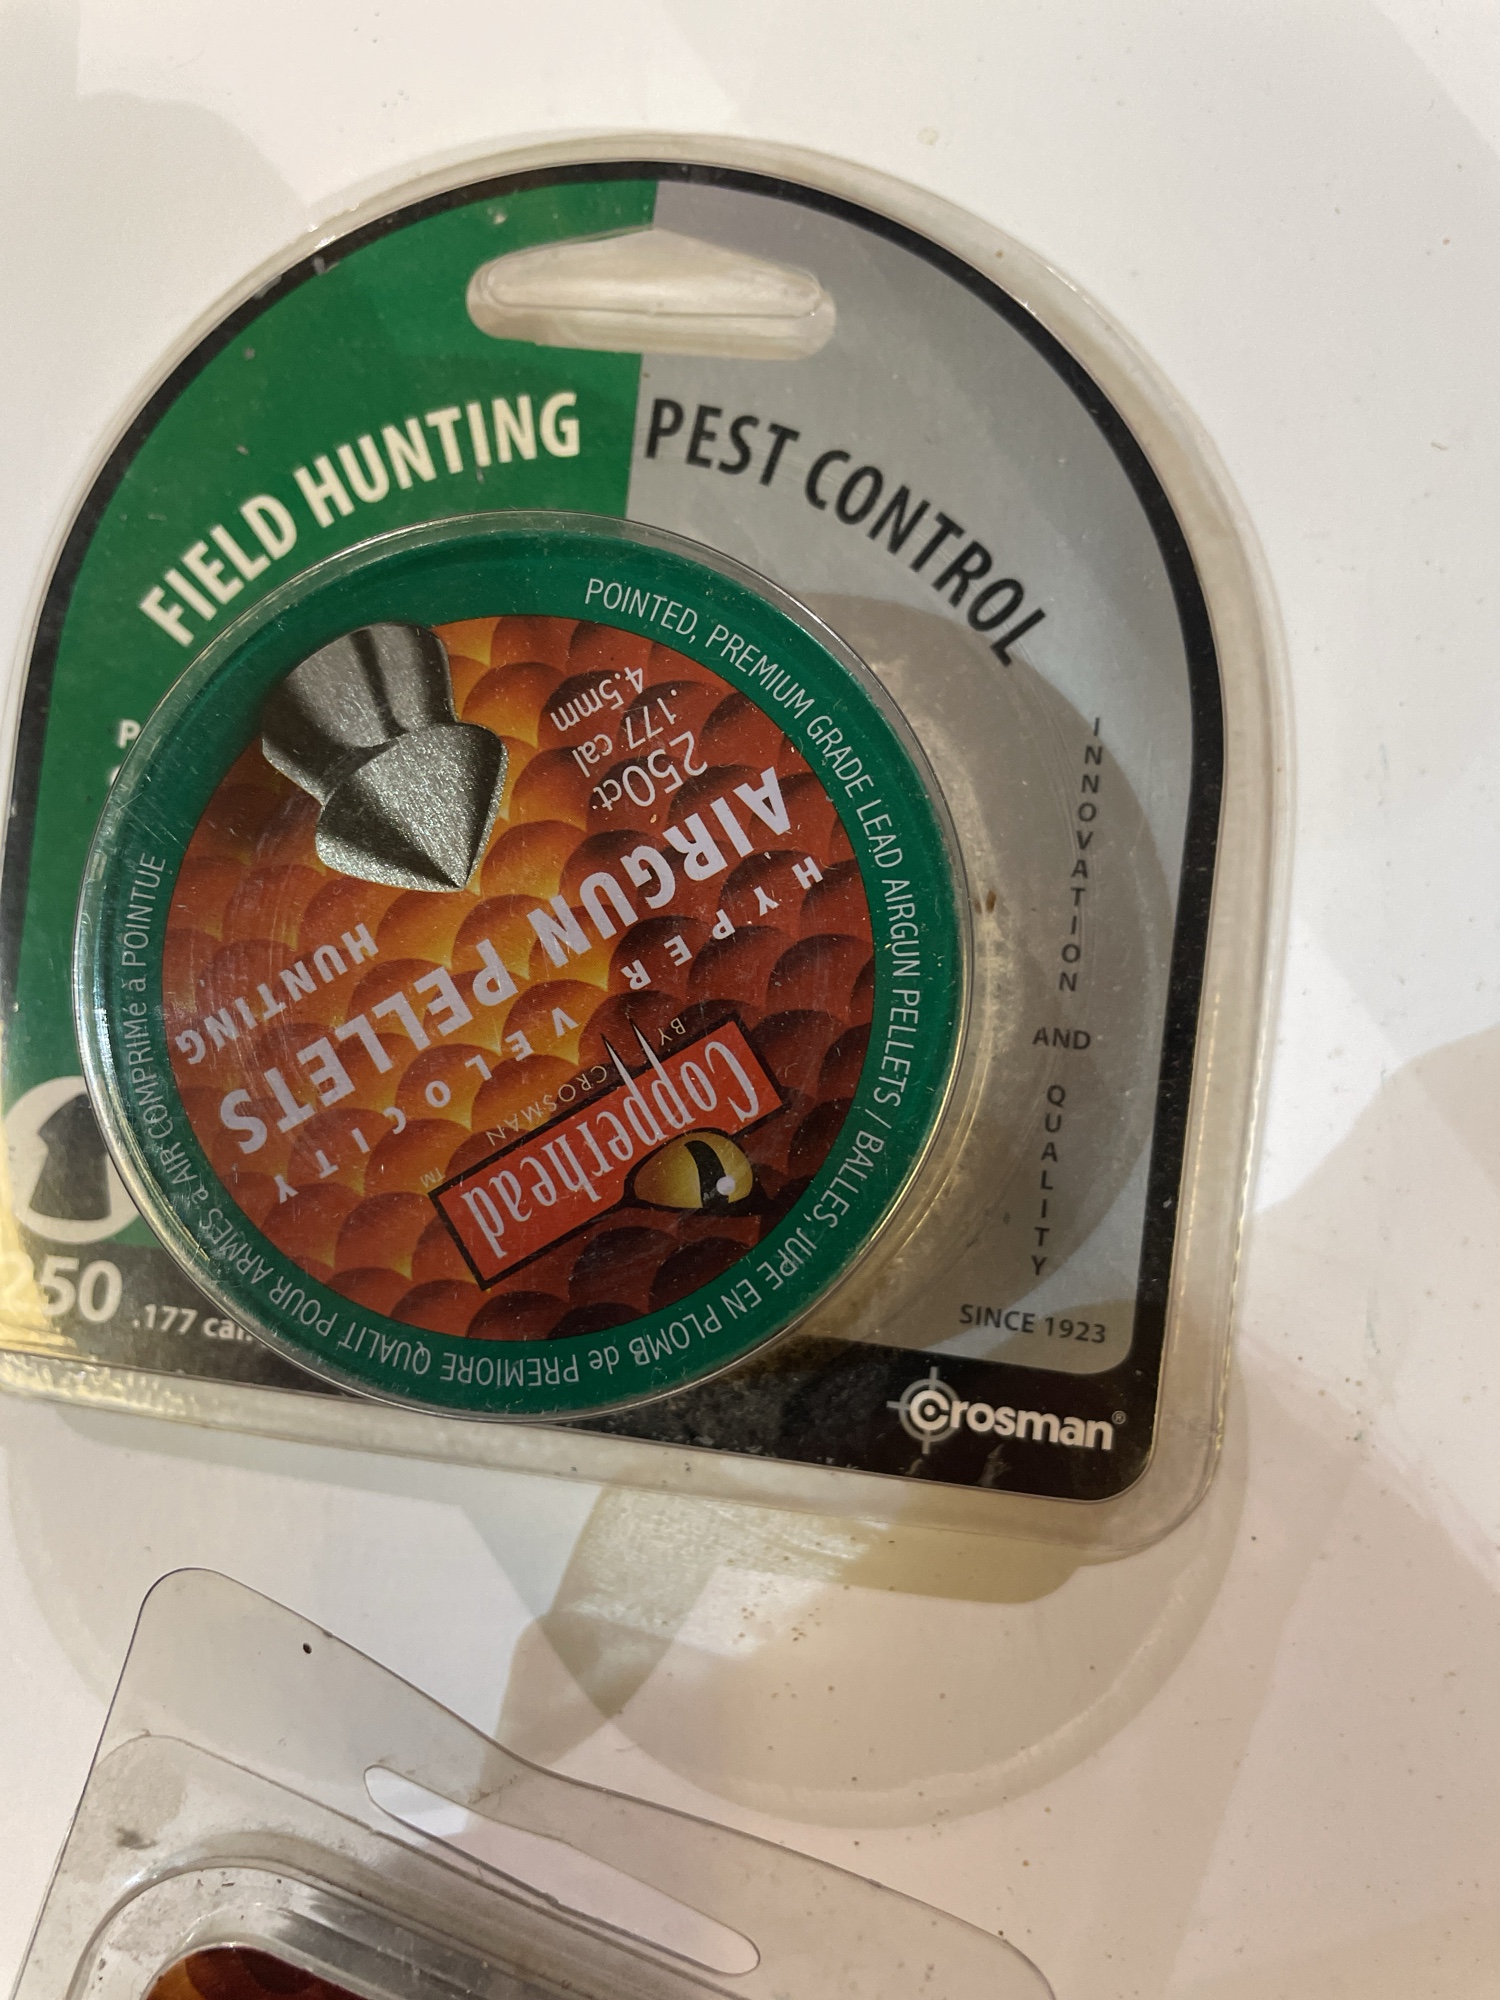 FIELD HUNTING
PEST CONTROL
POINTED, PREMIUM GRADE LEAD AIRGUN PELLETS / BALLES, JUPE EN PLOMB de PREMIORE QUALIT POUR ARMES à AIR COMPRIMé à POINTUE
Copperhead
TM
BY CROSMAN
HYPER VELOCITY
AIRGUN PELLETS
HUNTING
250ct.
.177 cal
4.5mm
INNOVATION AND QUALITY
SINCE 1923
250 .177 cal.
Crosman®